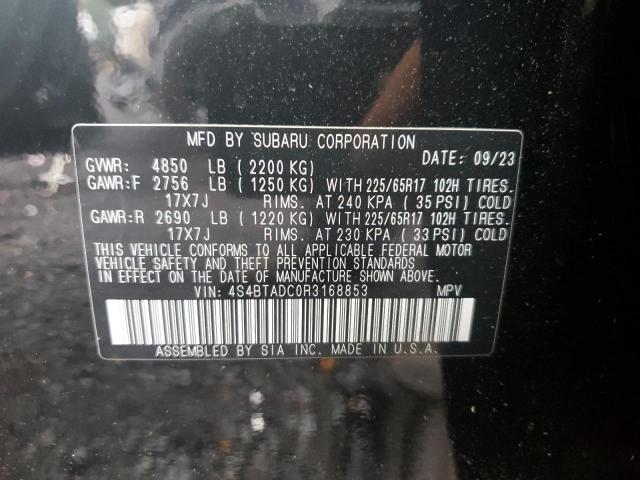 MFD BY SUBARU CORPORATION
DATE: 09/23
GVWR: 4850 LB ( 2200 KG)
GAWR:F 2756 LB ( 1250 KG) WITH 225/65R17 102H TIRES.
17X7J RIMS. AT 240 KPA ( 35 PSI) COLD
GAWR:R 2690 LB ( 1220 KG) WITH 225/65R17 102H TIRES.
17X7J RIMS. AT 230 KPA ( 33 PSI) COLD
THIS VEHICLE CONFORMS TO ALL APPLICABLE FEDERAL MOTOR
VEHICLE SAFETY AND THEFT PREVENTION STANDARDS
IN EFFECT ON THE DATE OF MANUFACTURE SHOWN ABOVE.
VIN: 4S4BTADC0R3168853 MPV
ASSEMBLED BY SIA INC. MADE IN U.S.A.